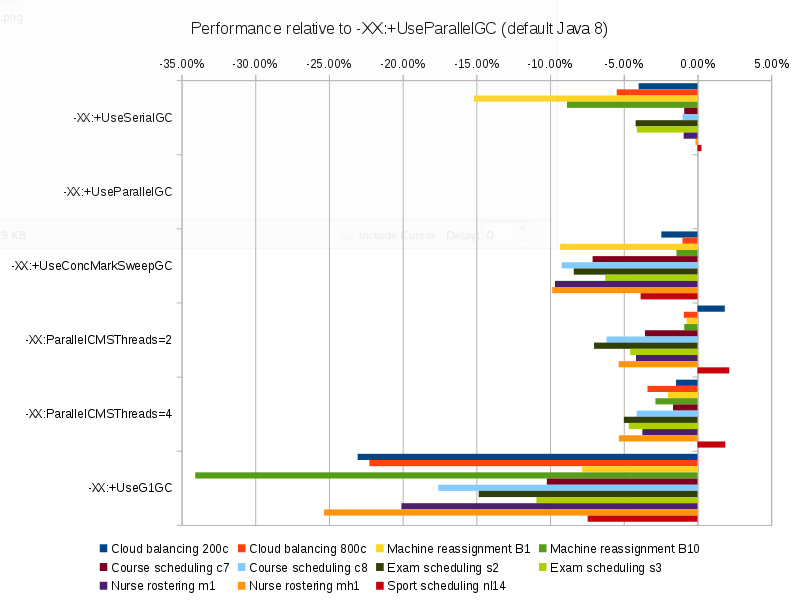 .png
Performance relative to -XX:+UseParallelGC (default Java 8)
-35.00% -30.00% -25.00% -20.00% -15.00% -10.00% -5.00% 0.00% 5.00%
-XX:+UseSerialGC
-XX:+UseParallelGC
9 KB Include Cursor Delay: 0
-XX:+UseConcMarkSweepGC
-XX:ParallelCMSThreads=2
-XX:ParallelCMSThreads=4
-XX:+UseG1GC
Cloud balancing 200c Cloud balancing 800c Machine reassignment B1 Machine reassignment B10
Course scheduling c7 Course scheduling c8 Exam scheduling s2 Exam scheduling s3
Nurse rostering m1 Nurse rostering mh1 Sport scheduling nl14